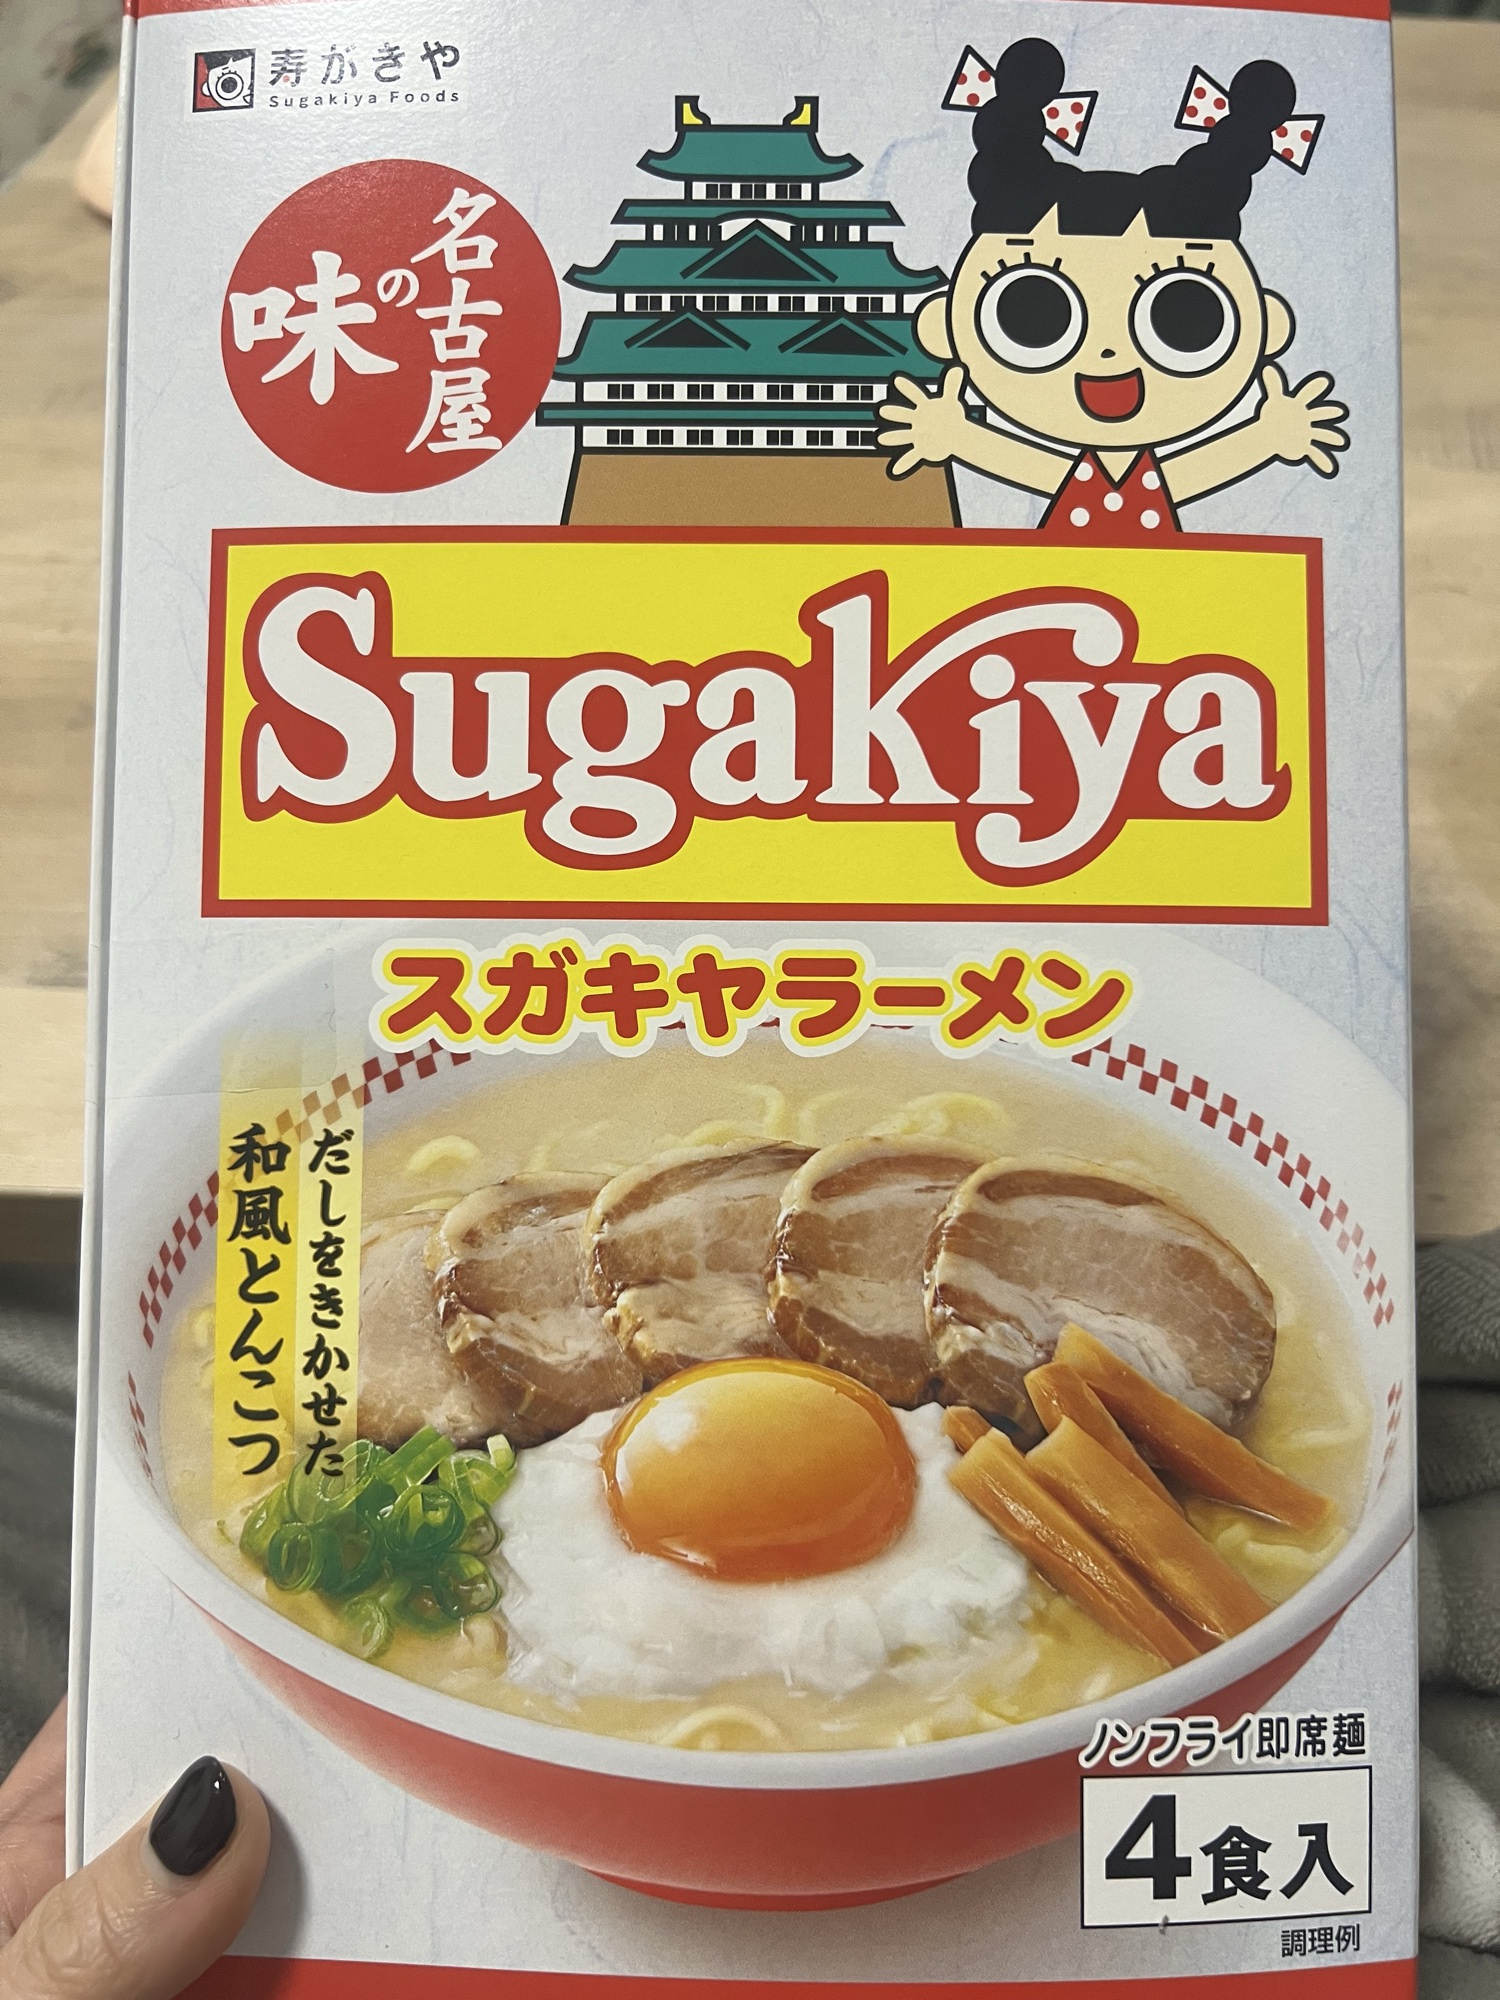 寿がきや
Sugakiya Foods
名古屋の
味
Sugakiya
スガキヤラーメン
だしをきかせた
和風とんこつ
ノンフライ即席麺
4食入
調理例